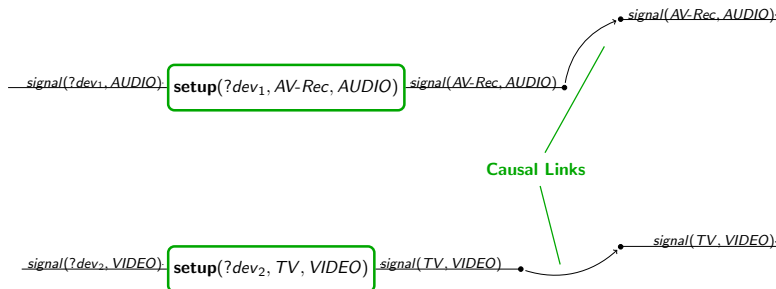 signal(AV-Rec, AUDIO)
signal(?dev₁, AUDIO) setup(?dev₁, AV-Rec, AUDIO) signal(AV-Rec, AUDIO)
Causal Links
signal(TV, VIDEO)
signal(?dev₂, VIDEO) setup(?dev₂, TV, VIDEO) signal(TV, VIDEO)